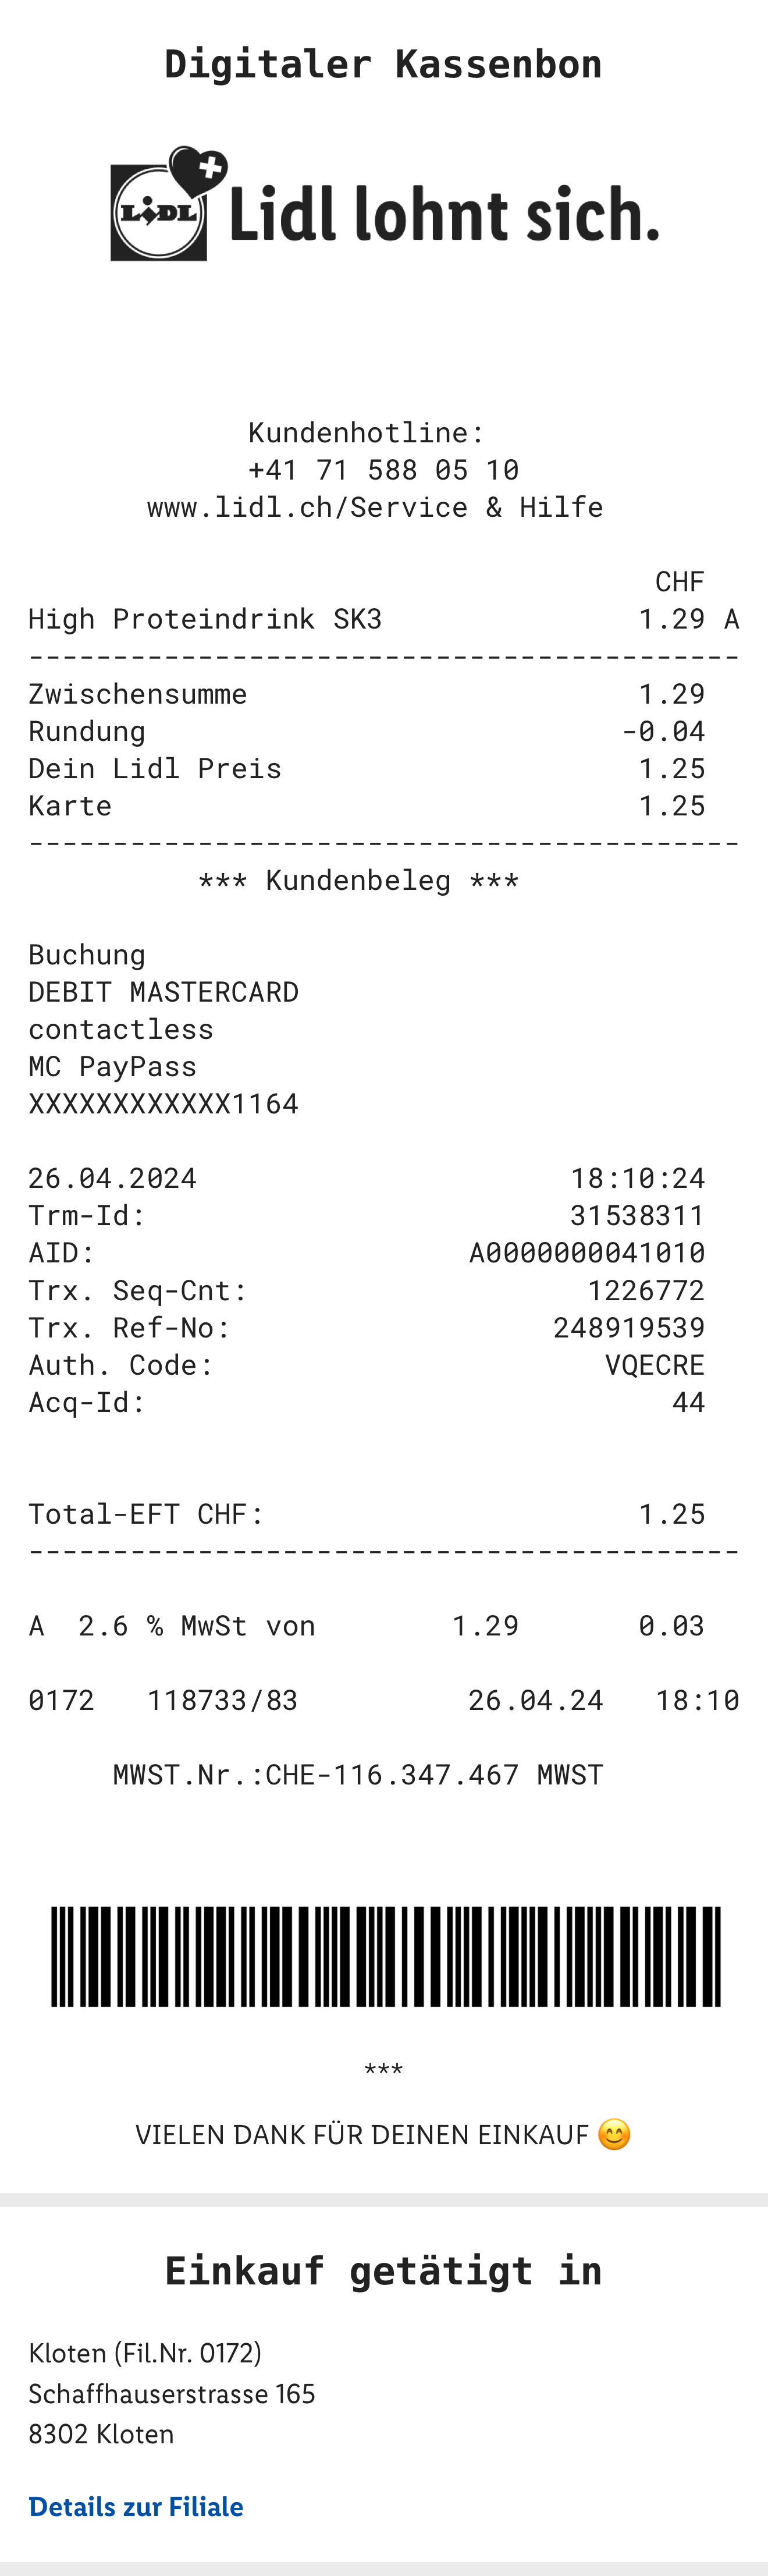 Digitaler Kassenbon
LiDL Lidl lohnt sich.
Kundenhotline:
+41 71 588 05 10
www.lidl.ch/Service & Hilfe
CHF
High Proteindrink SK3 1.29 A
------------------------------------------
Zwischensumme 1.29
Rundung -0.04
Dein Lidl Preis 1.25
Karte 1.25
------------------------------------------
*** Kundenbeleg ***
Buchung
DEBIT MASTERCARD
contactless
MC PayPass
XXXXXXXXXXXX1164
26.04.2024 18:10:24
Trm-Id: 31538311
AID: A0000000041010
Trx. Seq-Cnt: 1226772
Trx. Ref-No: 248919539
Auth. Code: VQECRE
Acq-Id: 44
Total-EFT CHF: 1.25
------------------------------------------
A 2.6 % MwSt von 1.29 0.03
0172 118733/83 26.04.24 18:10
MWST.Nr.:CHE-116.347.467 MWST
***
VIELEN DANK FÜR DEINEN EINKAUF 😊
Einkauf getätigt in
Kloten (Fil.Nr. 0172)
Schaffhauserstrasse 165
8302 Kloten
Details zur Filiale